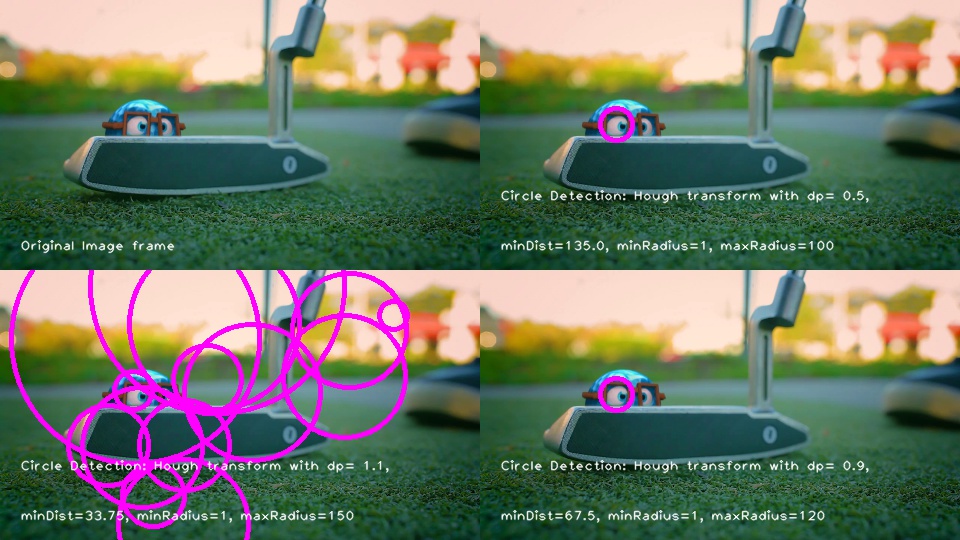 Original Image frame
Circle Detection: Hough transform with dp= 0.5,
minDist=135.0, minRadius=1, maxRadius=100
Circle Detection: Hough transform with dp= 1.1,
minDist=33.75, minRadius=1, maxRadius=150
Circle Detection: Hough transform with dp= 0.9,
minDist=67.5, minRadius=1, maxRadius=120